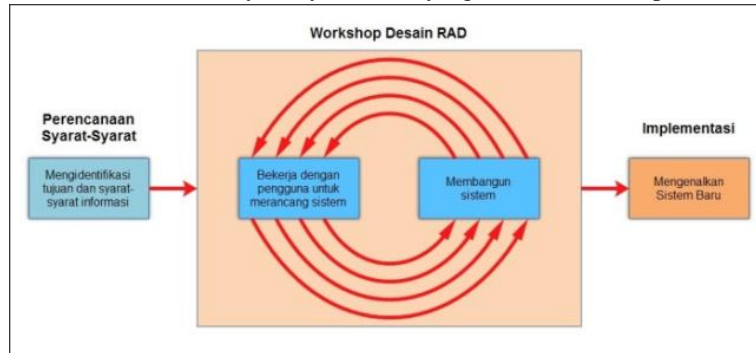 Workshop Desain RAD
Perencanaan
Syarat-Syarat
Mengidentifikasi
tujuan dan syarat-
syarat informasi
Bekerja dengan
pengguna untuk
merancang sistem
Membangun
sistem
Implementasi
Mengenalkan
Sistem Baru